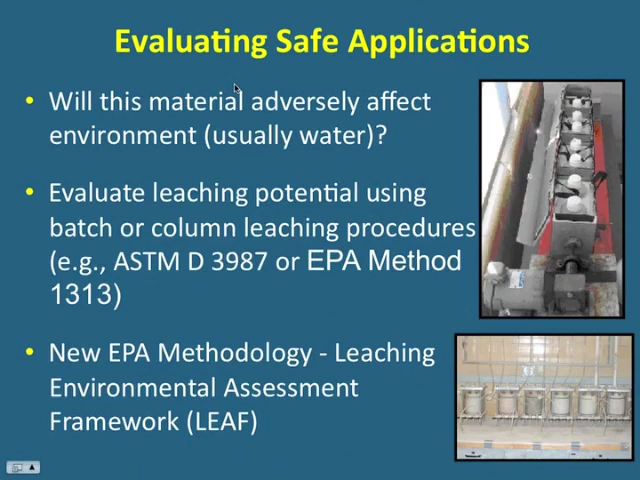 Evaluating Safe Applications
• Will this material adversely affect
environment (usually water)?
• Evaluate leaching potential using
batch or column leaching procedures
(e.g., ASTM D 3987 or EPA Method
1313)
• New EPA Methodology - Leaching
Environmental Assessment
Framework (LEAF)